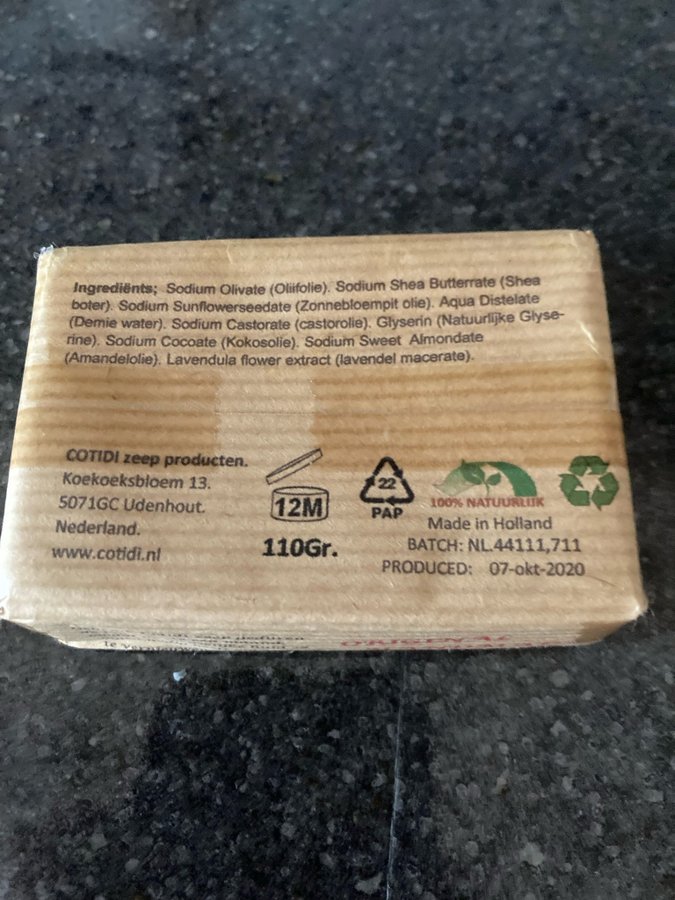 Ingrediënts; Sodium Olivate (Oliifolie). Sodium Shea Butterrate (Shea
boter). Sodium Sunflowerseedate (Zonnebloempit olie). Aqua Distelate
(Demie water). Sodium Castorate (castorolie). Glyserin (Natuurlijke Glyse-
rine). Sodium Cocoate (Kokosolie). Sodium Sweet Almondate
(Amandelolie). Lavendula flower extract (lavendel macerate).
COTIDI zeep producten.
Koekoeksbloem 13.
5071GC Udenhout.
Nederland.
www.cotidi.nl
12M
110Gr.
22
PAP
100% NATUURLIJK
Made in Holland
BATCH: NL.44111,711
PRODUCED: 07-okt-2020